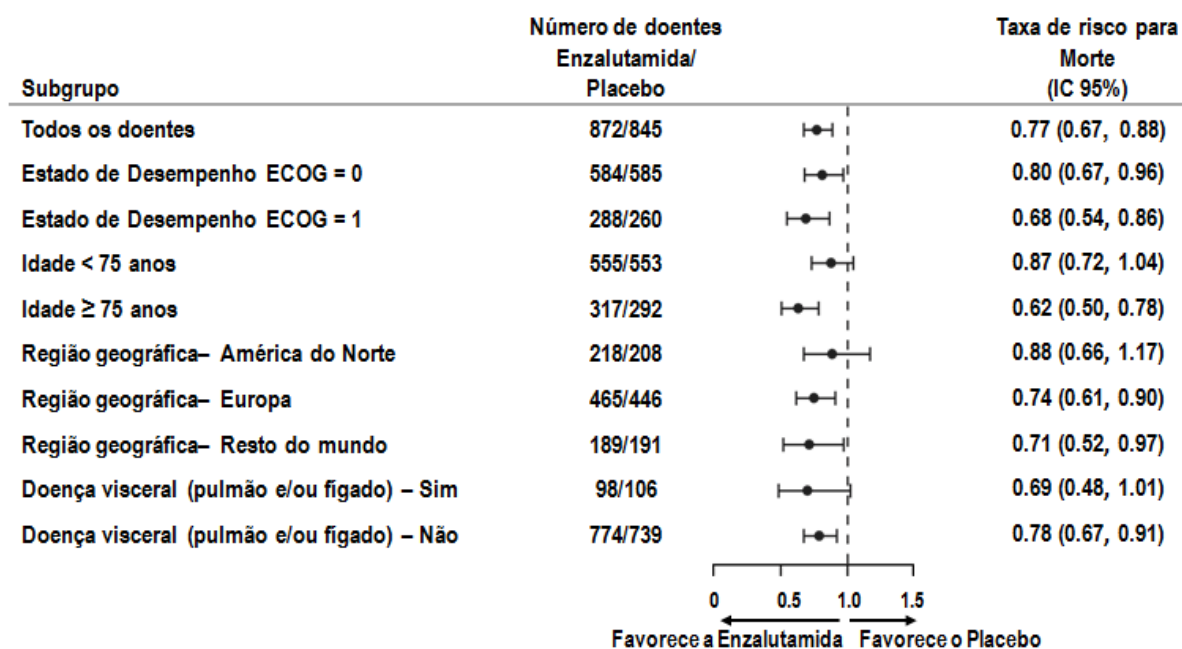 Número de doentes Taxa de risco para
Enzalutamida/ Morte
Subgrupo Placebo (IC 95%)
Todos os doentes 872/845 0.77 (0.67, 0.88)
Estado de Desempenho ECOG = 0 584/585 0.80 (0.67, 0.96)
Estado de Desempenho ECOG = 1 288/260 0.68 (0.54, 0.86)
Idade < 75 anos 555/553 0.87 (0.72, 1.04)
Idade ≥ 75 anos 317/292 0.62 (0.50, 0.78)
Região geográfica– América do Norte 218/208 0.88 (0.66, 1.17)
Região geográfica– Europa 465/446 0.74 (0.61, 0.90)
Região geográfica– Resto do mundo 189/191 0.71 (0.52, 0.97)
Doença visceral (pulmão e/ou fígado) – Sim 98/106 0.69 (0.48, 1.01)
Doença visceral (pulmão e/ou fígado) – Não 774/739 0.78 (0.67, 0.91)
0 0.5 1.0 1.5
Favorece a Enzalutamida Favorece o Placebo